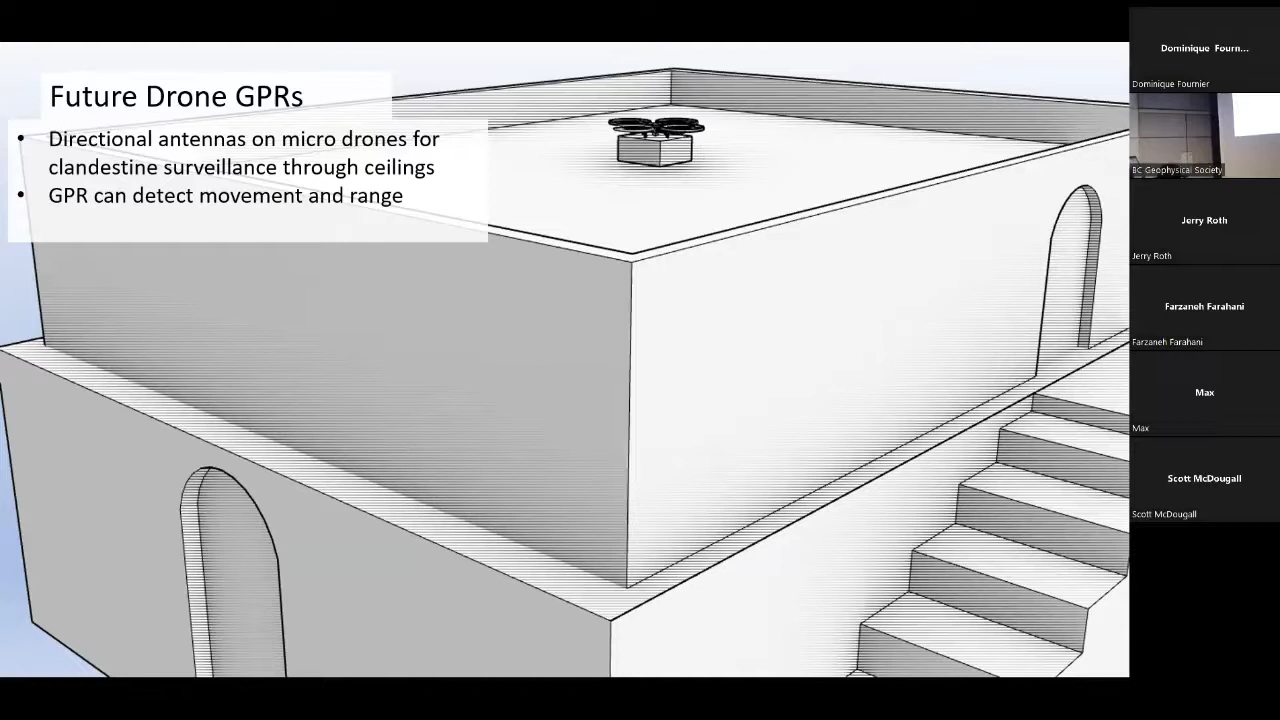 Future Drone GPRs
• Directional antennas on micro drones for
clandestine surveillance through ceilings
• GPR can detect movement and range
Dominique Fourn...
Dominique Fournier
BC Geophysical Society
Jerry Roth
Jerry Roth
Farzaneh Farahani
Farzaneh Farahani
Max
Max
Scott McDougall
Scott McDougall